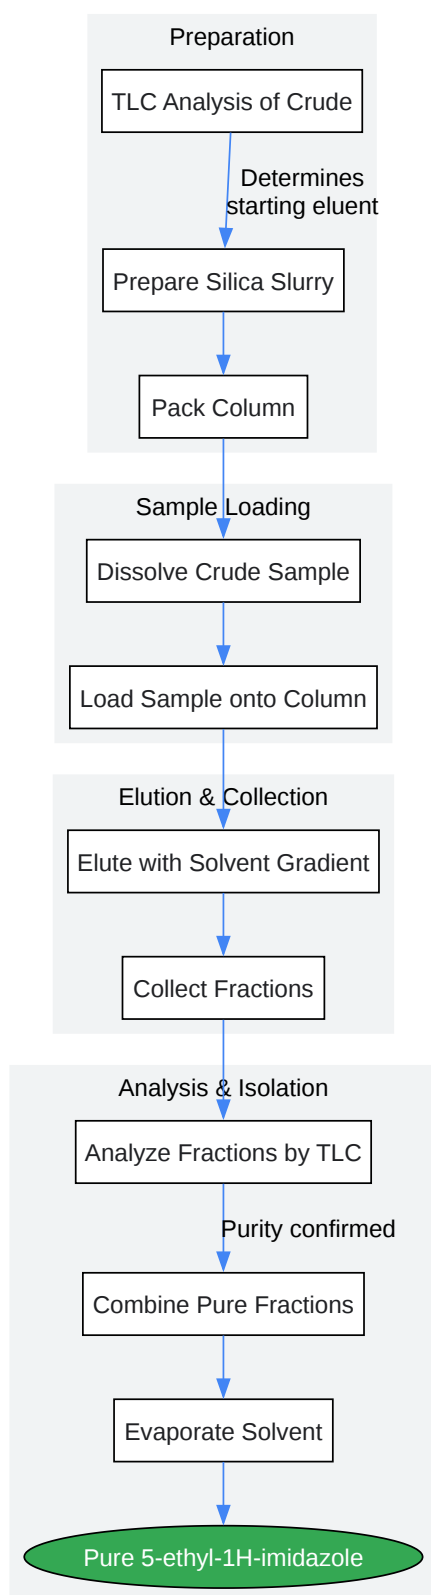 Preparation
TLC Analysis of Crude
Determines
starting eluent
Prepare Silica Slurry
Pack Column
Sample Loading
Dissolve Crude Sample
Load Sample onto Column
Elution & Collection
Elute with Solvent Gradient
Collect Fractions
Analysis & Isolation
Analyze Fractions by TLC
Purity confirmed
Combine Pure Fractions
Evaporate Solvent
Pure 5-ethyl-1H-imidazole